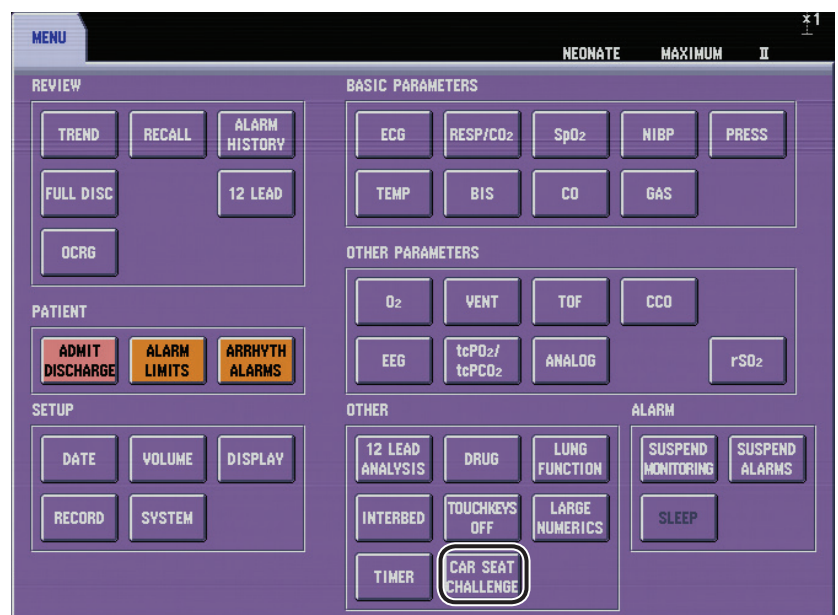 MENU
x1
NEONATE MAXIMUM II
REVIEW
TREND RECALL ALARM HISTORY
FULL DISC 12 LEAD
OCRG
PATIENT
ADMIT DISCHARGE ALARM LIMITS ARRHYTH ALARMS
SETUP
DATE VOLUME DISPLAY
RECORD SYSTEM
BASIC PARAMETERS
ECG RESP/CO2 SpO2 NIBP PRESS
TEMP BIS CO GAS
OTHER PARAMETERS
O2 VENT TOF CCO
EEG tcPO2/ tcPCO2 ANALOG rSO2
OTHER
12 LEAD ANALYSIS DRUG LUNG FUNCTION
INTERBED TOUCHKEYS OFF LARGE NUMERICS
TIMER CAR SEAT CHALLENGE
ALARM
SUSPEND MONITORING SUSPEND ALARMS
SLEEP